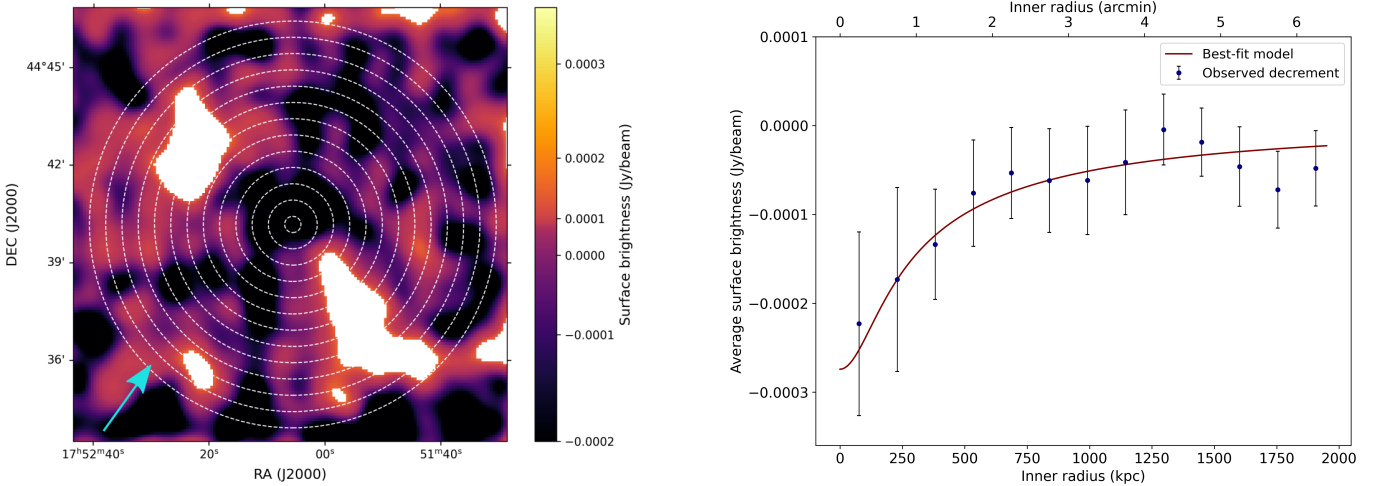 44°45'
42'
39'
36'
DEC (J2000)
17ʰ52ᵐ40ˢ
20ˢ
00ˢ
51ᵐ40ˢ
RA (J2000)
0.0003
0.0002
0.0001
0.0000
−0.0001
−0.0002
Surface brightness (Jy/beam)
Inner radius (arcmin)
0 1 2 3 4 5 6
Best-fit model
Observed decrement
0.0001
0.0000
−0.0001
−0.0002
−0.0003
Average surface brightness (Jy/beam)
0 250 500 750 1000 1250 1500 1750 2000
Inner radius (kpc)